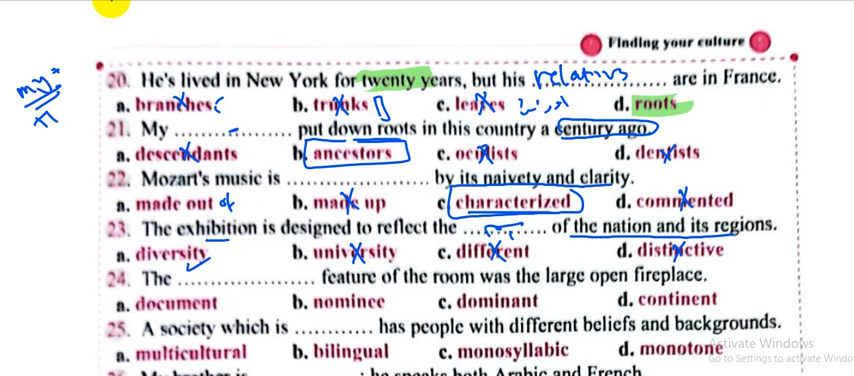 Finding your culture
20. He's lived in New York for twenty years, but his relativs are in France.
a. branches b. trunks c. leaves d. roots
21. My .................. put down roots in this country a century ago.
a. descendants b. ancestors c. oculists d. dentists
22. Mozart's music is .................. by its naivety and clarity.
a. made out of b. made up c. characterized d. commented
23. The exhibition is designed to reflect the ............ of the nation and its regions.
a. diversity b. university c. different d. distinctive
24. The ...................... feature of the room was the large open fireplace.
a. document b. nominee c. dominant d. continent
25. A society which is ............ has people with different beliefs and backgrounds.
a. multicultural b. bilingual c. monosyllabic d. monotone
Activate Windows
Go to Settings to activate Windo
he speaks both Arabic and French.